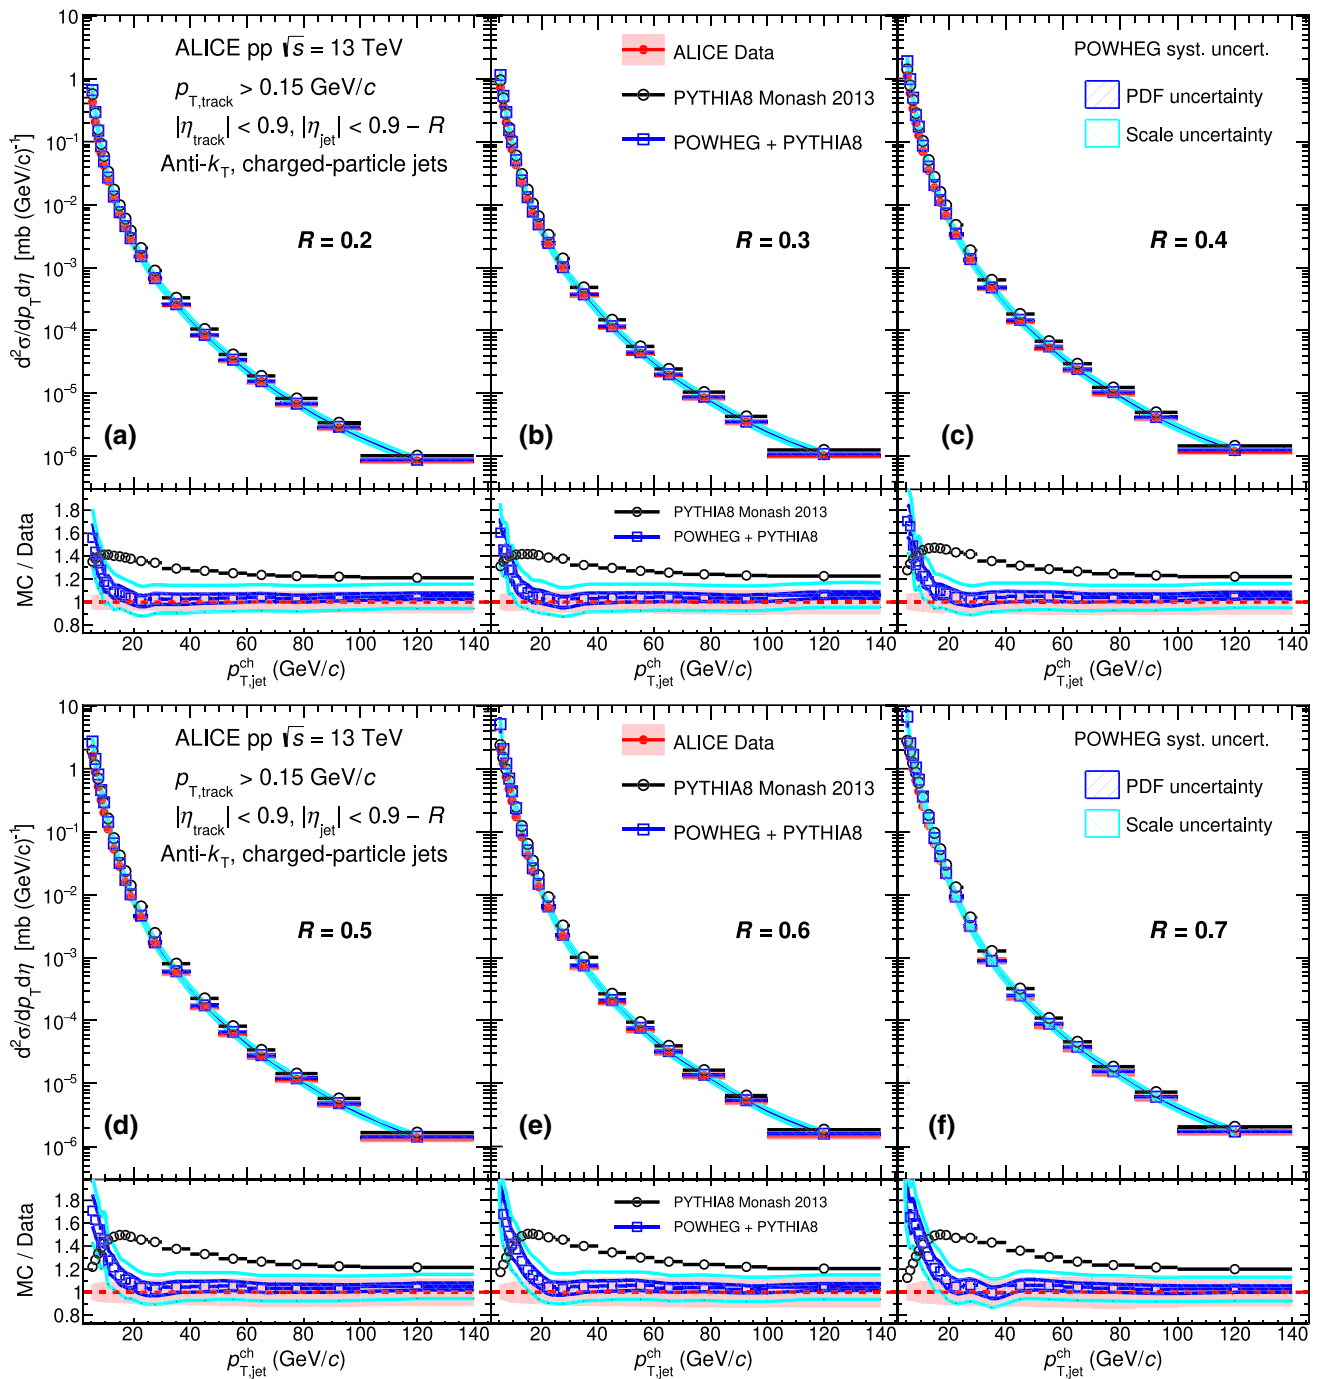 ALICE pp √s = 13 TeV
p_T,track > 0.15 GeV/c
|η_track| < 0.9, |η_jet| < 0.9 − R
Anti-k_T, charged-particle jets
R = 0.2
(a)
ALICE Data
PYTHIA8 Monash 2013
POWHEG + PYTHIA8
R = 0.3
(b)
POWHEG syst. uncert.
PDF uncertainty
Scale uncertainty
R = 0.4
(c)
d²σ/dp_T dη [mb (GeV/c)⁻¹]
10
1
10⁻¹
10⁻²
10⁻³
10⁻⁴
10⁻⁵
10⁻⁶
PYTHIA8 Monash 2013
POWHEG + PYTHIA8
MC / Data
1.8
1.6
1.4
1.2
1
0.8
20 40 60 80 100 120 140
20 40 60 80 100 120 140
20 40 60 80 100 120 140
p^ch_T,jet (GeV/c)
p^ch_T,jet (GeV/c)
p^ch_T,jet (GeV/c)
ALICE pp √s = 13 TeV
p_T,track > 0.15 GeV/c
|η_track| < 0.9, |η_jet| < 0.9 − R
Anti-k_T, charged-particle jets
R = 0.5
(d)
ALICE Data
PYTHIA8 Monash 2013
POWHEG + PYTHIA8
R = 0.6
(e)
POWHEG syst. uncert.
PDF uncertainty
Scale uncertainty
R = 0.7
(f)
d²σ/dp_T dη [mb (GeV/c)⁻¹]
10
1
10⁻¹
10⁻²
10⁻³
10⁻⁴
10⁻⁵
10⁻⁶
PYTHIA8 Monash 2013
POWHEG + PYTHIA8
MC / Data
1.8
1.6
1.4
1.2
1
0.8
20 40 60 80 100 120 140
20 40 60 80 100 120 140
20 40 60 80 100 120 140
p^ch_T,jet (GeV/c)
p^ch_T,jet (GeV/c)
p^ch_T,jet (GeV/c)